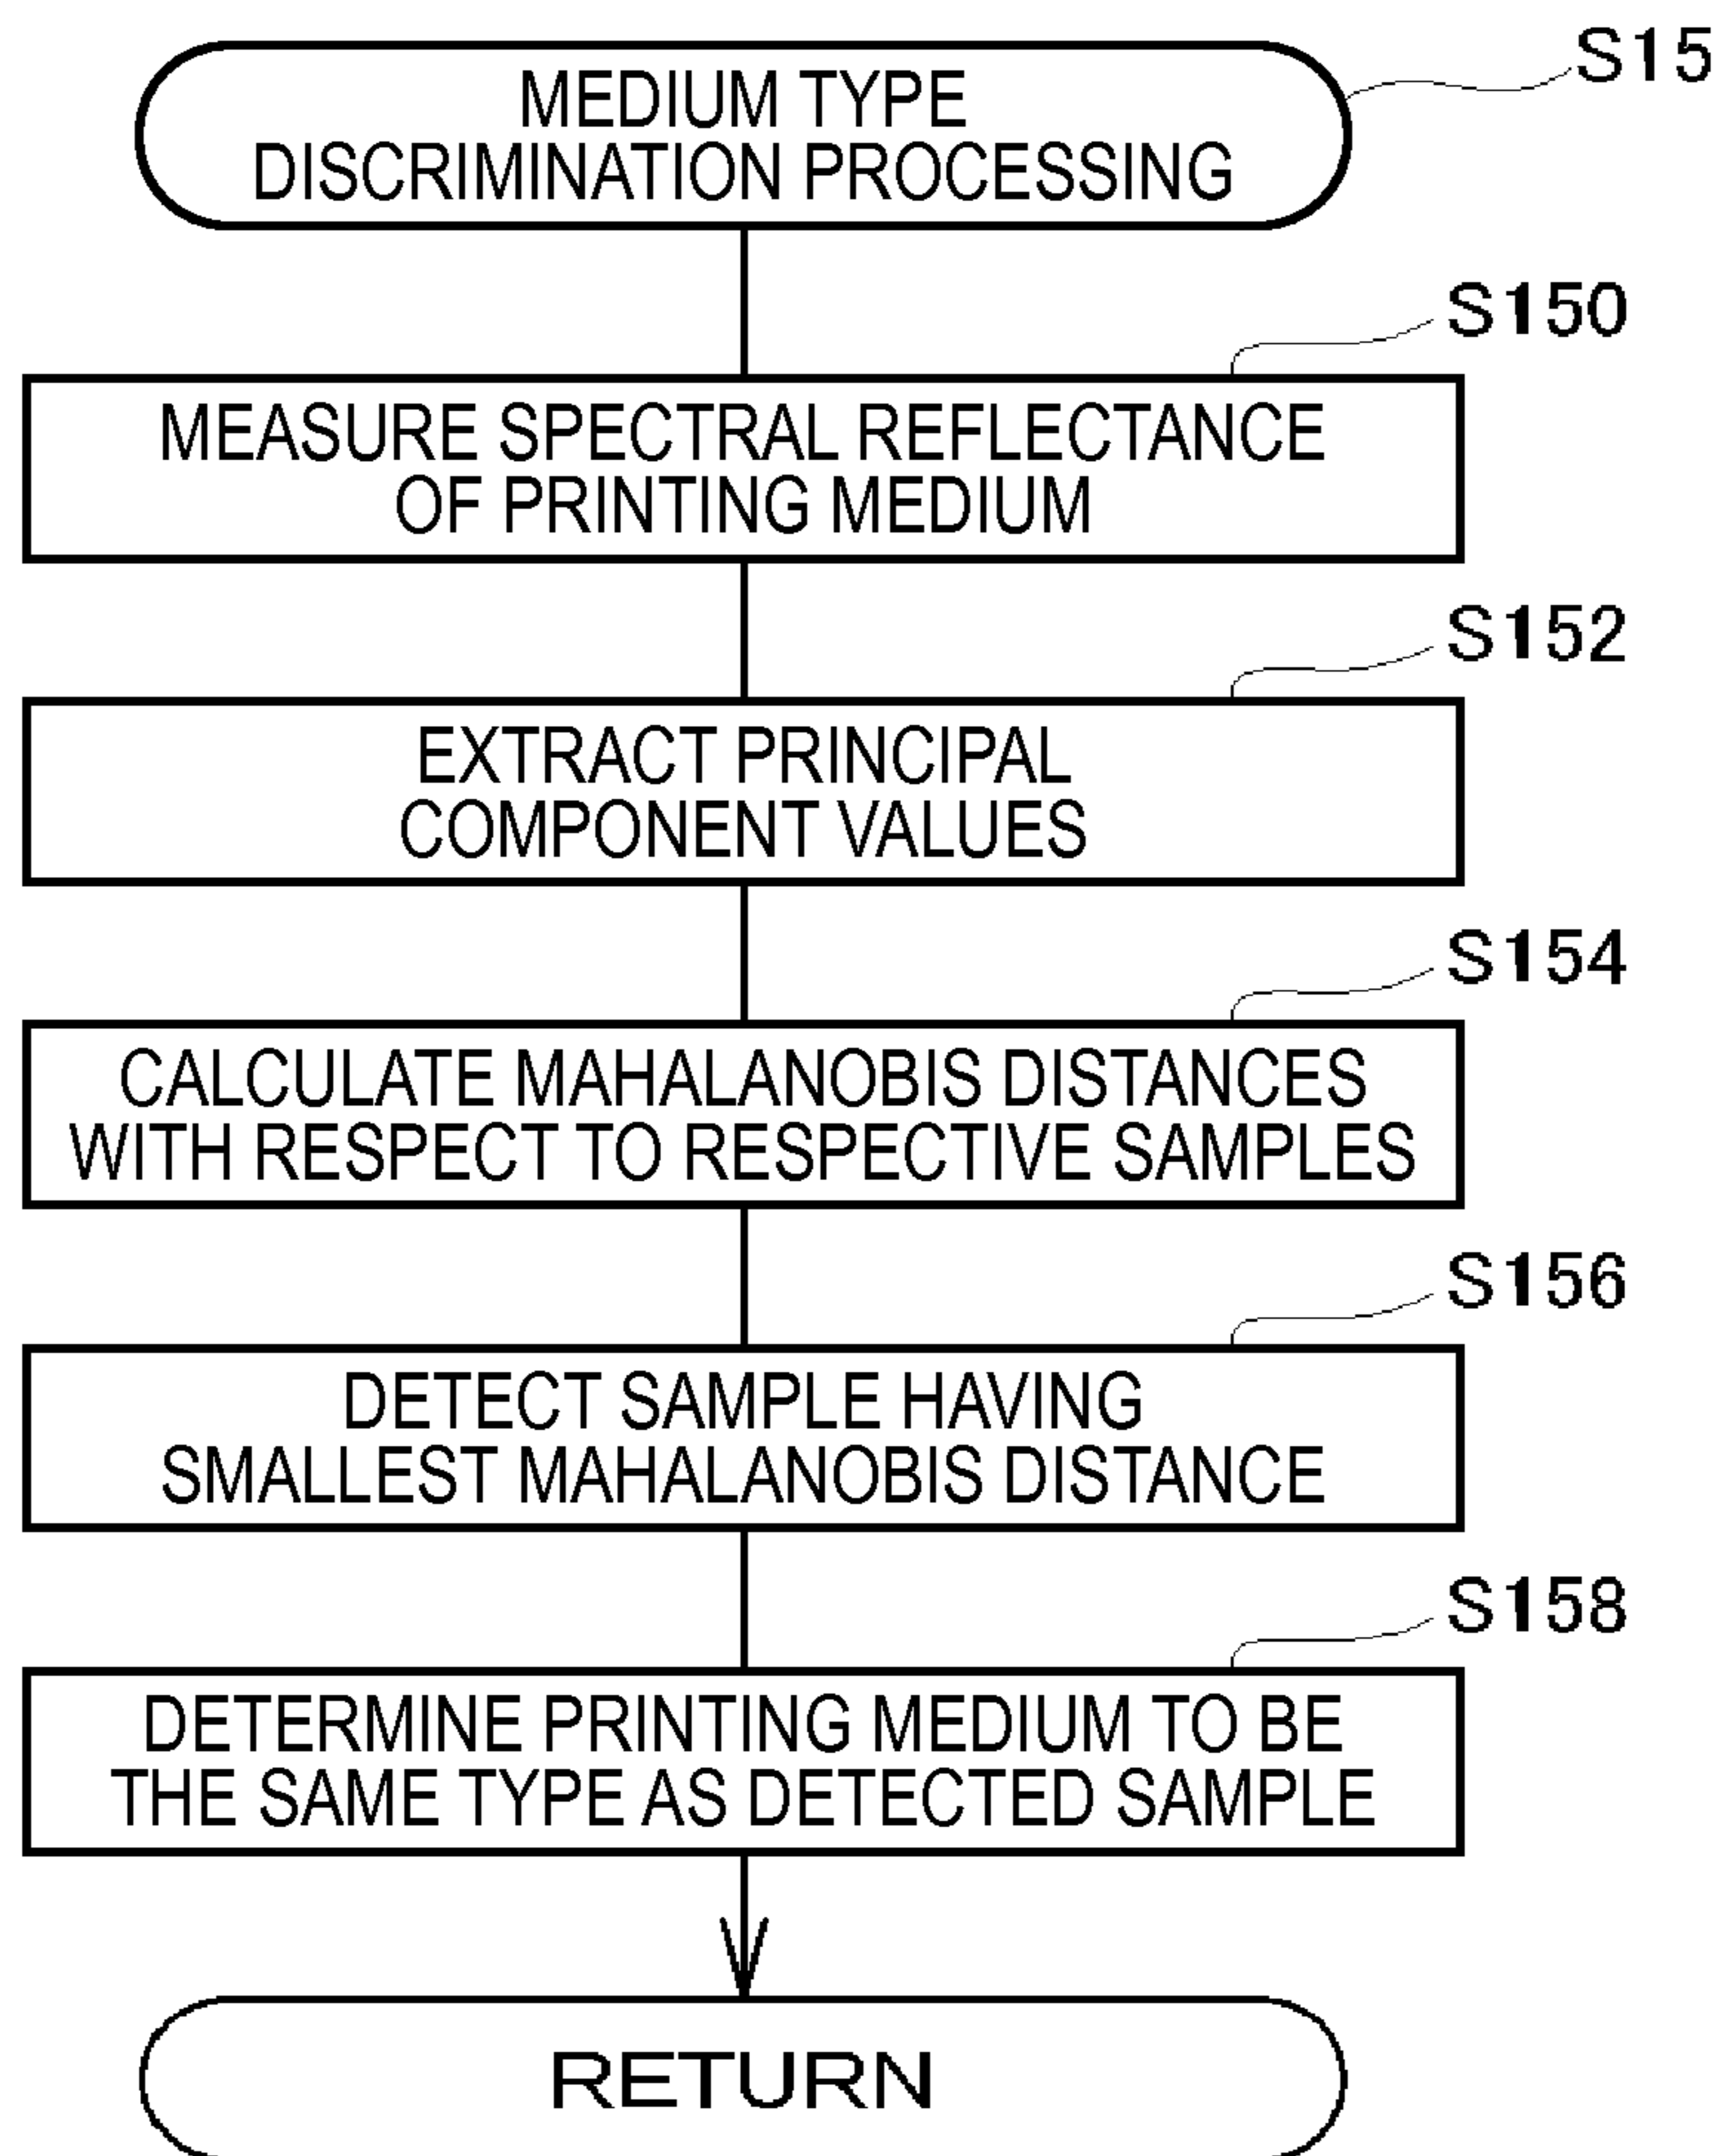 S15
MEDIUM TYPE
DISCRIMINATION PROCESSING
S150
MEASURE SPECTRAL REFLECTANCE
OF PRINTING MEDIUM
S152
EXTRACT PRINCIPAL
COMPONENT VALUES
S154
CALCULATE MAHALANOBIS DISTANCES
WITH RESPECT TO RESPECTIVE SAMPLES
S156
DETECT SAMPLE HAVING
SMALLEST MAHALANOBIS DISTANCE
S158
DETERMINE PRINTING MEDIUM TO BE
THE SAME TYPE AS DETECTED SAMPLE
RETURN